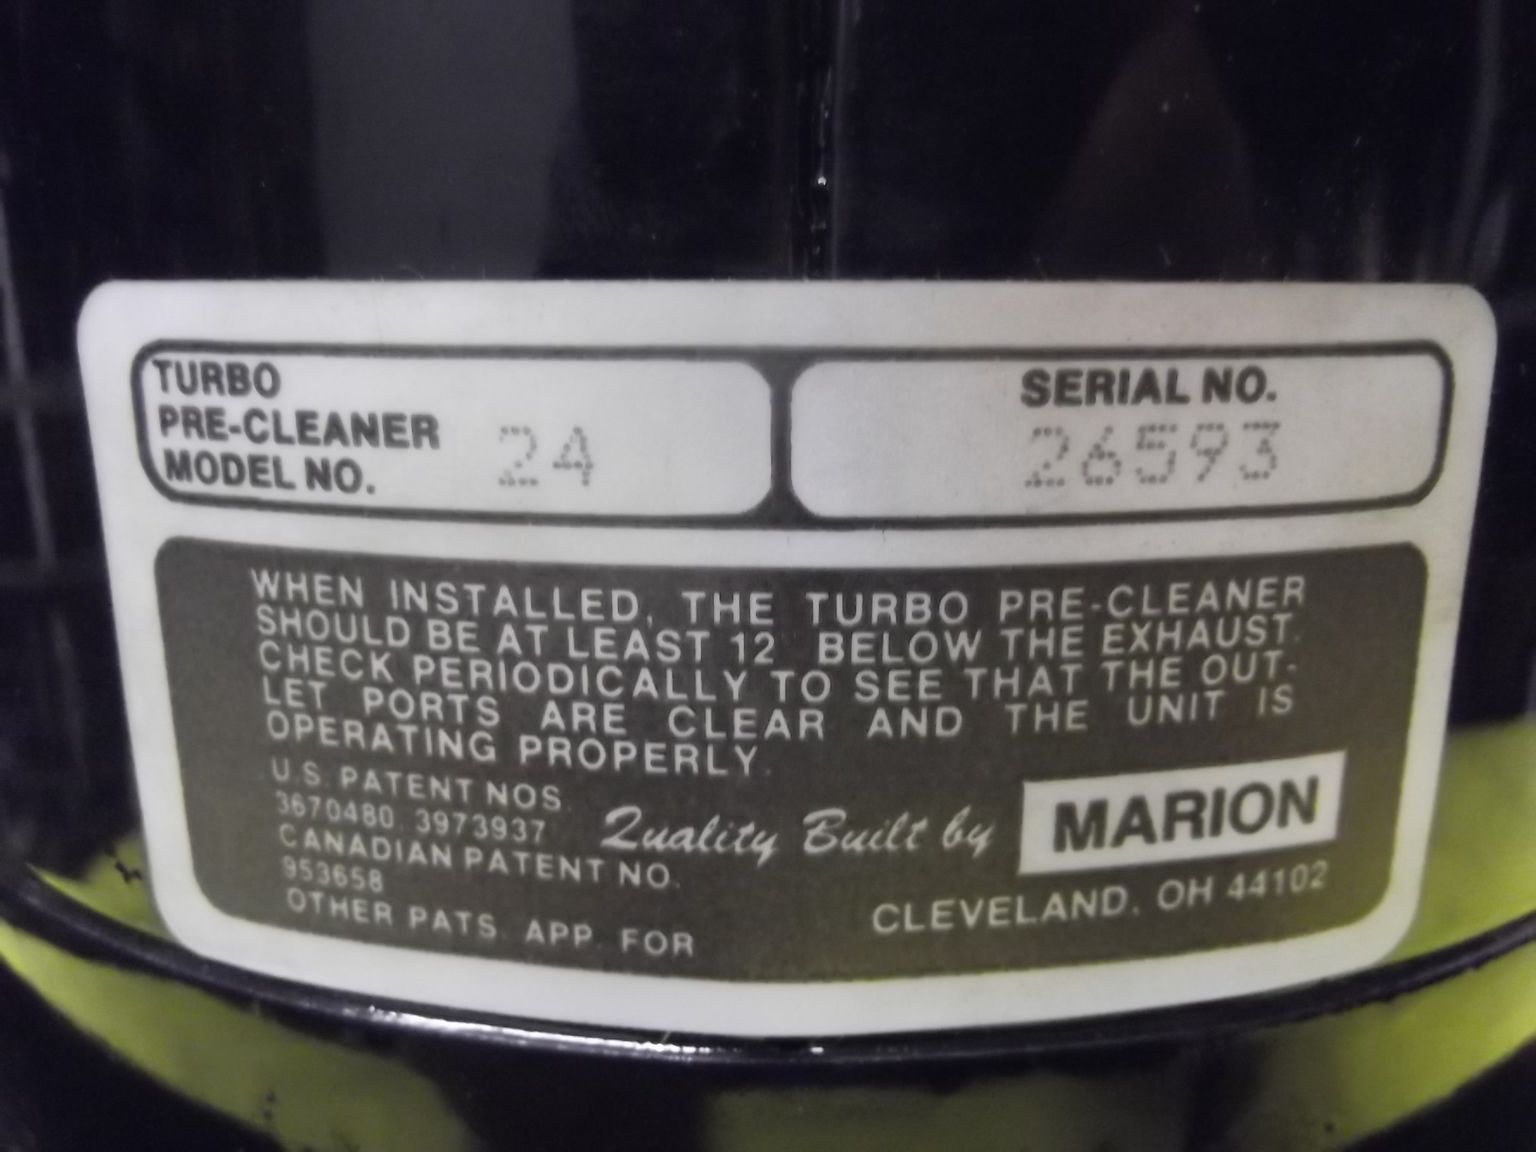 TURBO
PRE-CLEANER
MODEL NO. 24
SERIAL NO.
26593
WHEN INSTALLED, THE TURBO PRE-CLEANER
SHOULD BE AT LEAST 12 BELOW THE EXHAUST.
CHECK PERIODICALLY TO SEE THAT THE OUT-
LET PORTS ARE CLEAR AND THE UNIT IS
OPERATING PROPERLY.
U.S. PATENT NOS.
3670480, 3973937
CANADIAN PATENT NO.
953658
OTHER PATS. APP. FOR
Quality Built by MARION
CLEVELAND, OH 44102